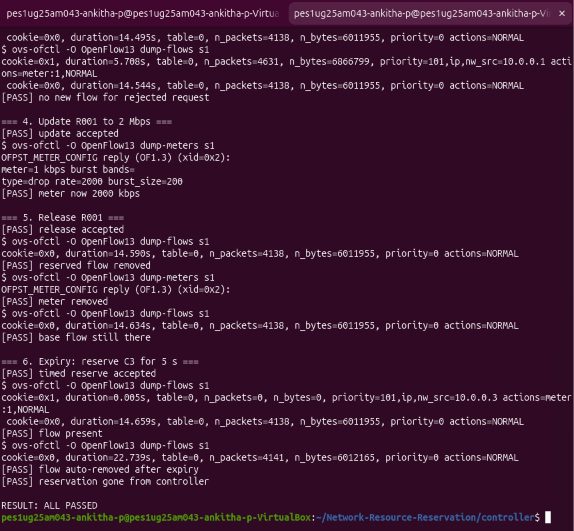 pes1ug25am043-ankitha-p@pes1ug25am043-ankitha-p-Virtua
pes1ug25am043-ankitha-p@pes1ug25am043-ankitha-p-Vi
cookie=0x0, duration=14.495s, table=0, n_packets=4138, n_bytes=6011955, priority=0 actions=NORMAL
$ ovs-ofctl -O OpenFlow13 dump-flows s1
cookie=0x1, duration=5.708s, table=0, n_packets=4631, n_bytes=6866799, priority=101,ip,nw_src=10.0.0.1 acti
ons=meter:1,NORMAL
cookie=0x0, duration=14.544s, table=0, n_packets=4138, n_bytes=6011955, priority=0 actions=NORMAL
[PASS] no new flow for rejected request
=== 4. Update R001 to 2 Mbps ===
[PASS] update accepted
$ ovs-ofctl -O OpenFlow13 dump-meters s1
OFPST_METER_CONFIG reply (OF1.3) (xid=0x2):
meter=1 kbps burst bands=
type=drop rate=2000 burst_size=200
[PASS] meter now 2000 kbps
=== 5. Release R001 ===
[PASS] release accepted
$ ovs-ofctl -O OpenFlow13 dump-flows s1
cookie=0x0, duration=14.590s, table=0, n_packets=4138, n_bytes=6011955, priority=0 actions=NORMAL
[PASS] reserved flow removed
$ ovs-ofctl -O OpenFlow13 dump-meters s1
OFPST_METER_CONFIG reply (OF1.3) (xid=0x2):
[PASS] meter removed
$ ovs-ofctl -O OpenFlow13 dump-flows s1
cookie=0x0, duration=14.634s, table=0, n_packets=4138, n_bytes=6011955, priority=0 actions=NORMAL
[PASS] base flow still there
=== 6. Expiry: reserve C3 for 5 s ===
[PASS] timed reserve accepted
$ ovs-ofctl -O OpenFlow13 dump-flows s1
cookie=0x1, duration=0.005s, table=0, n_packets=0, n_bytes=0, priority=101,ip,nw_src=10.0.0.3 actions=meter
:1,NORMAL
cookie=0x0, duration=14.659s, table=0, n_packets=4138, n_bytes=6011955, priority=0 actions=NORMAL
[PASS] flow present
$ ovs-ofctl -O OpenFlow13 dump-flows s1
cookie=0x0, duration=22.739s, table=0, n_packets=4141, n_bytes=6012165, priority=0 actions=NORMAL
[PASS] flow auto-removed after expiry
[PASS] reservation gone from controller
RESULT: ALL PASSED
pes1ug25am043-ankitha-p@pes1ug25am043-ankitha-p-VirtualBox:~/Network-Resource-Reservation/controller$